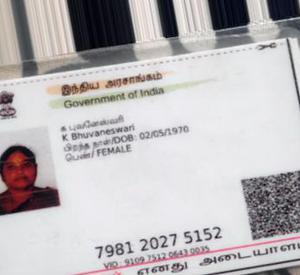 இந்திய அரசாங்கம்
Government of India
க புவனேஸ்வரி
K Bhuvaneswari
பிறந்த நாள்/DOB: 02/05/1970
பெண்/ FEMALE
7981 2027 5152
VID : 9109 7512 0643 0035
எனது அடையாள